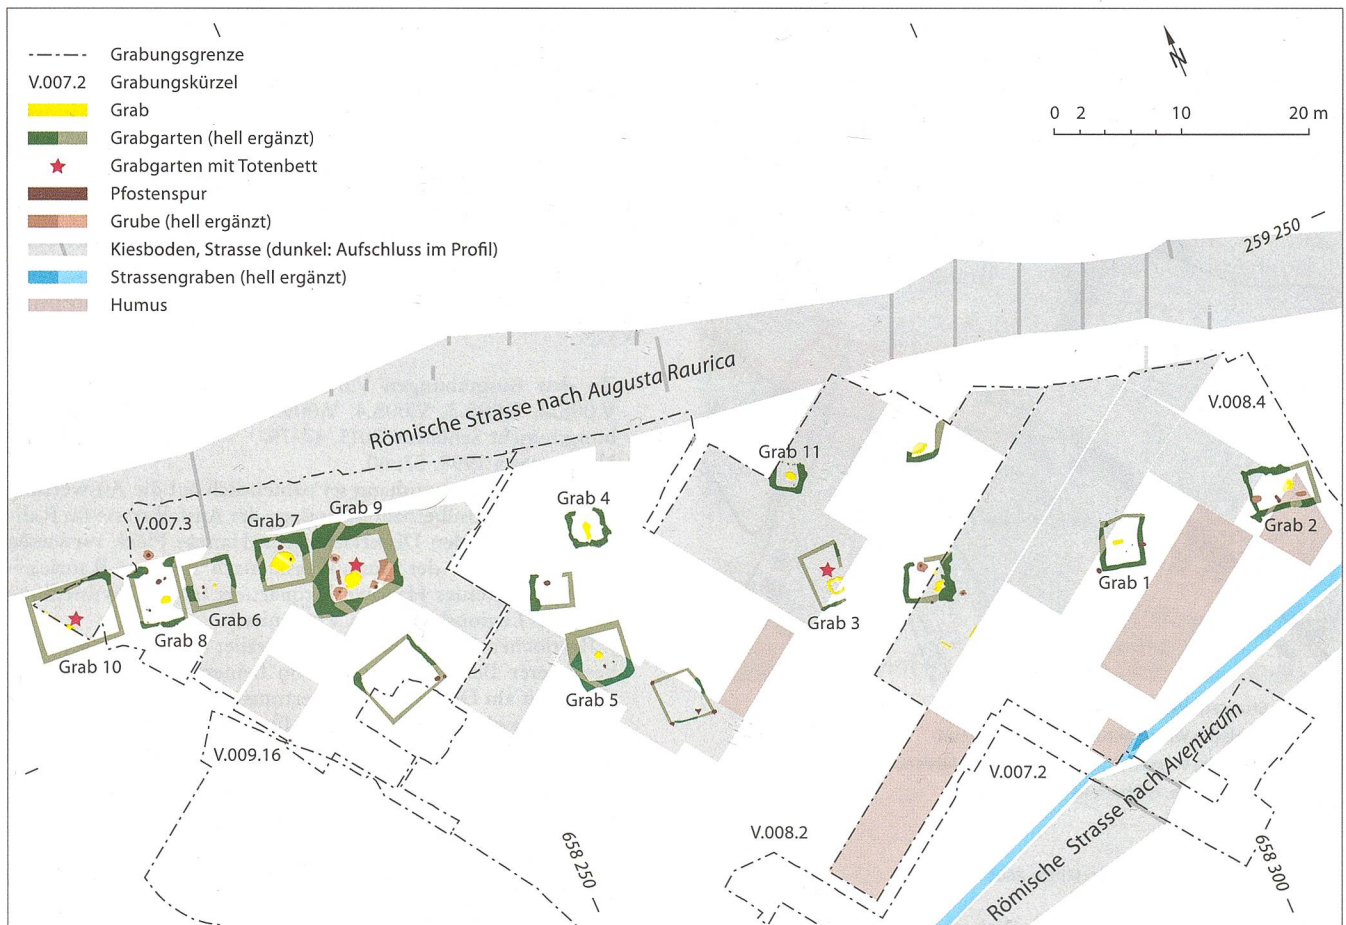 Grabungsgrenze
V.007.2 Grabungskürzel
Grab
Grabgarten (hell ergänzt)
Grabgarten mit Totenbett
Pfostenspur
Grube (hell ergänzt)
Kiesboden, Strasse (dunkel: Aufschluss im Profil)
Strassengraben (hell ergänzt)
Humus
N
0 2 10 20 m
259 250
Römische Strasse nach Augusta Raurica
V.008.4
Grab 11
Grab 4
Grab 9
Grab 7
V.007.3
Grab 2
Grab 1
Grab 6
Grab 3
Grab 8
Grab 10
Grab 5
V.009.16
V.007.2
Römische Strasse nach Aventicum
V.008.2
658 250
658 300